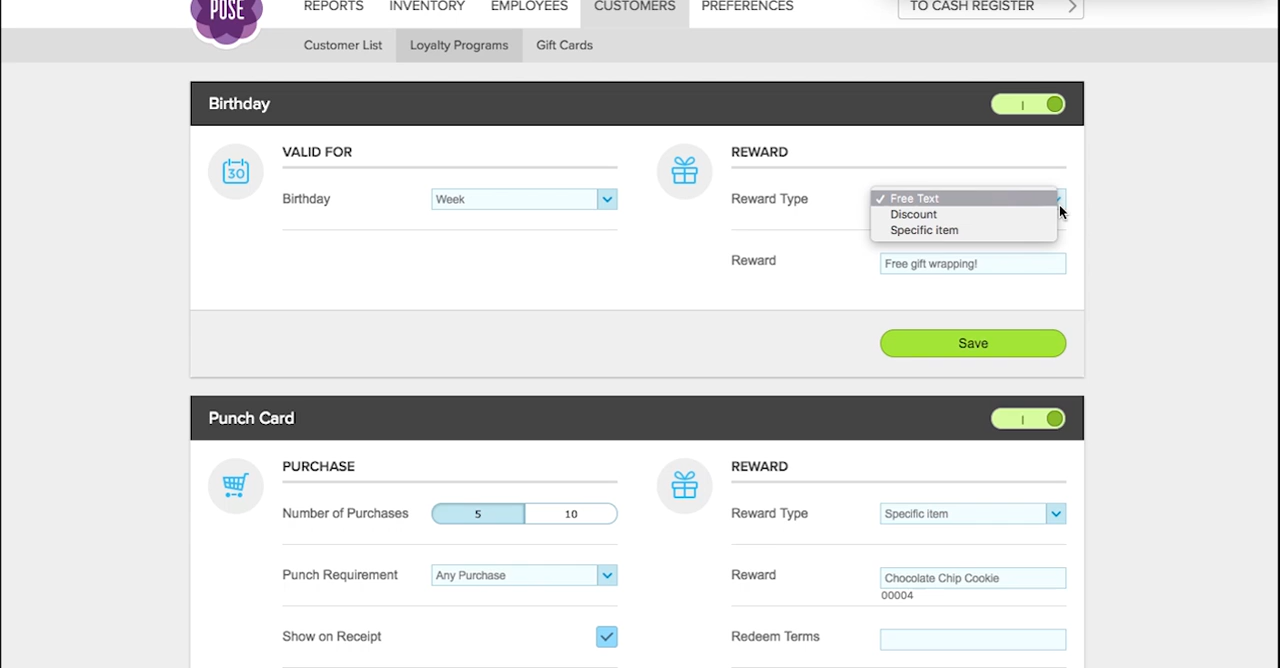 POSE
REPORTS INVENTORY EMPLOYEES CUSTOMERS PREFERENCES TO CASH REGISTER
Customer List Loyalty Programs Gift Cards
Birthday
30
VALID FOR
Birthday Week
REWARD
Reward Type
✓ Free Text
Discount
Specific item
Reward Free gift wrapping!
Save
Punch Card
PURCHASE
Number of Purchases 5 10
Punch Requirement Any Purchase
Show on Receipt
REWARD
Reward Type Specific item
Reward Chocolate Chip Cookie
00004
Redeem Terms